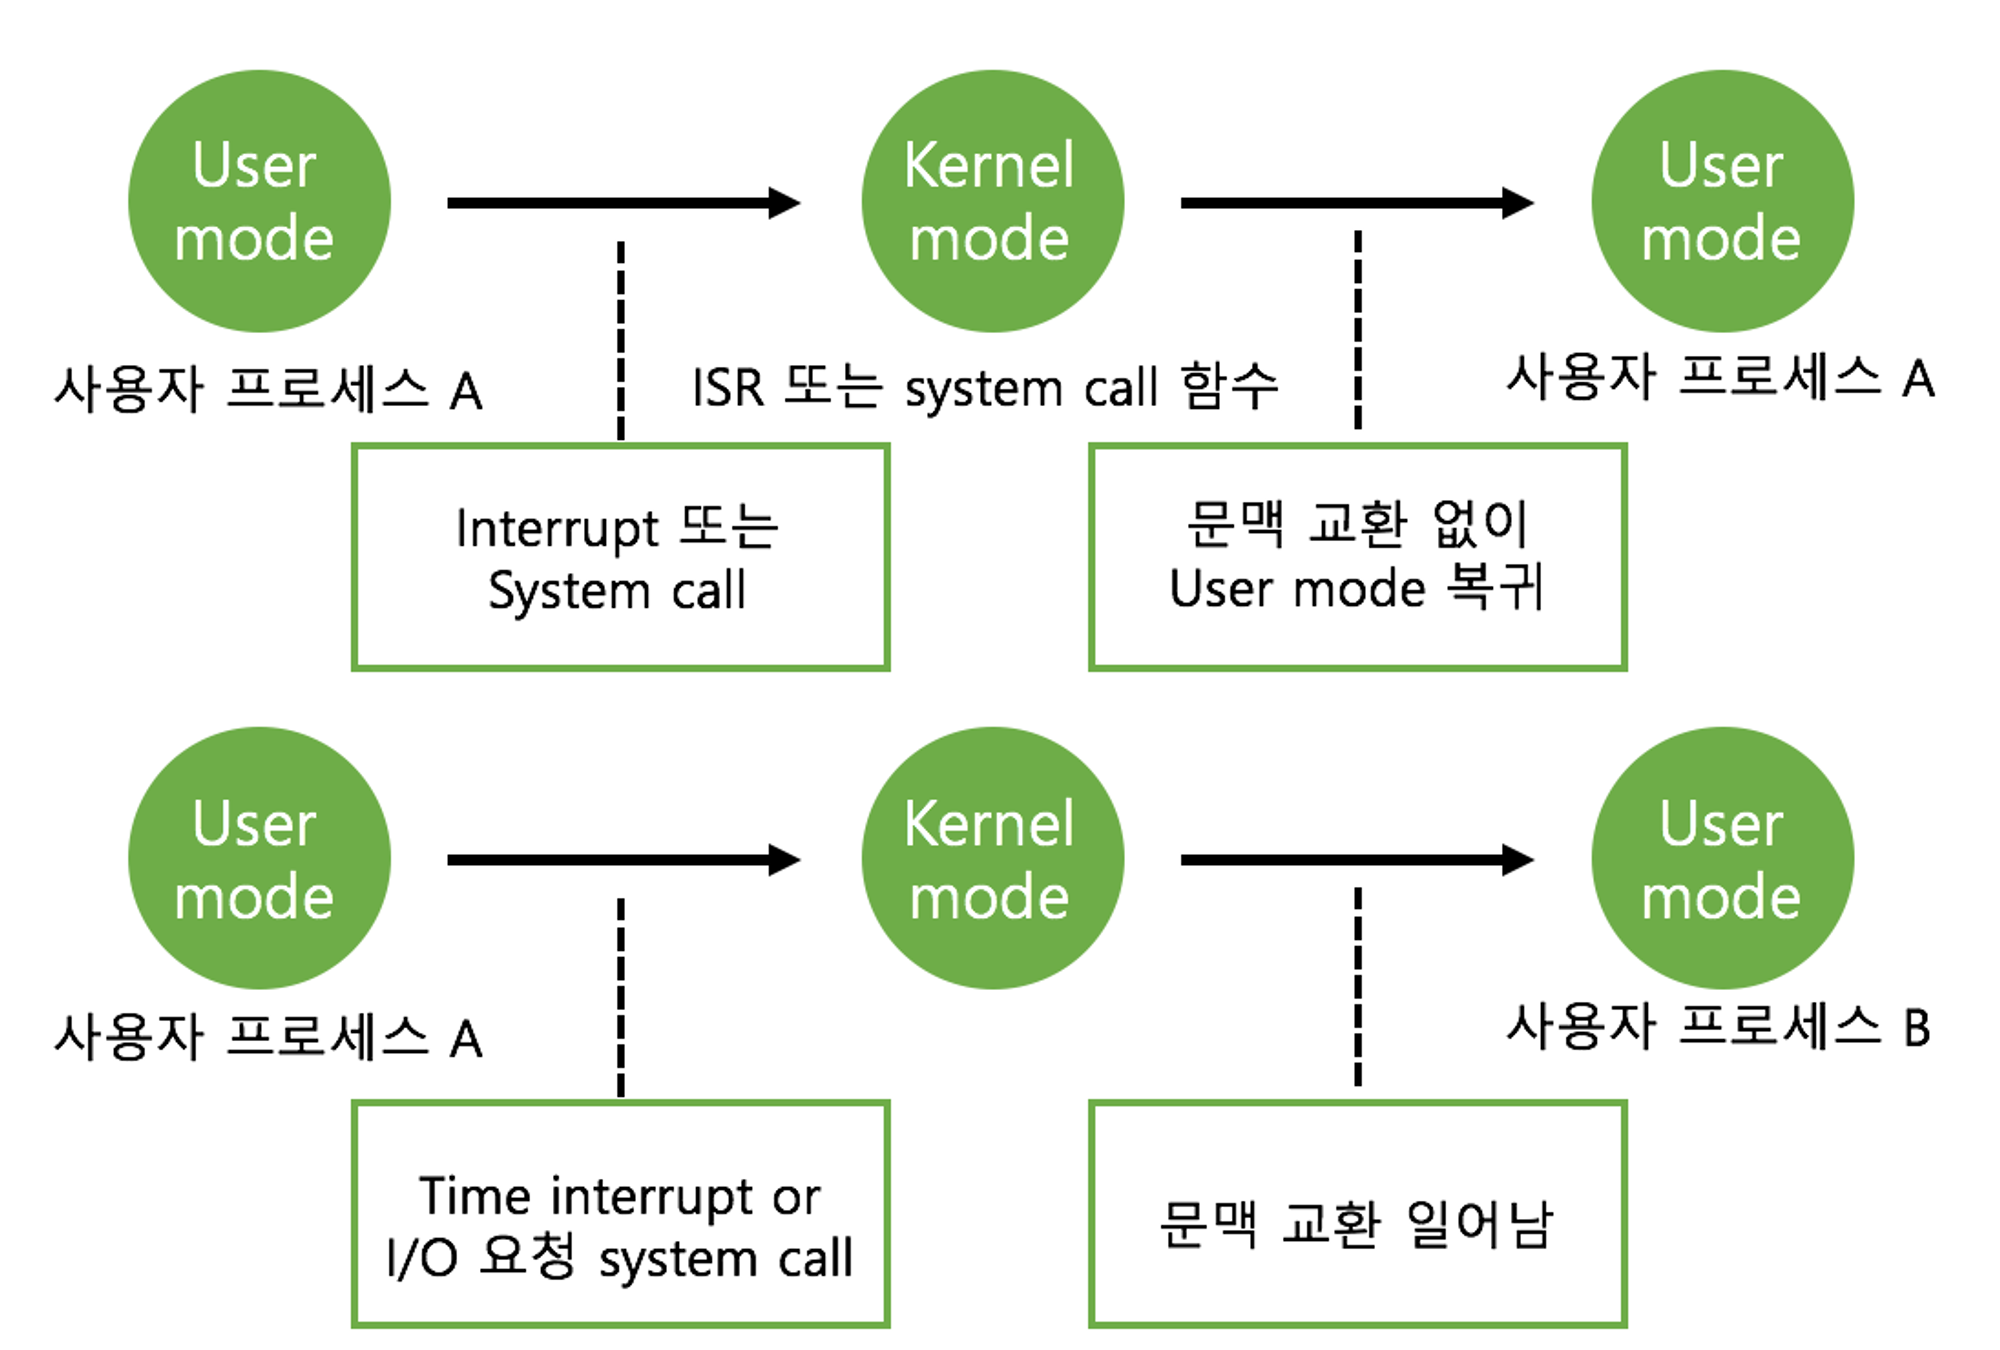 User
mode
Kernel
mode
User
mode
사용자 프로세스 A
ISR 또는 system call 함수
사용자 프로세스 A
Interrupt 또는
System call
문맥 교환 없이
User mode 복귀
User
mode
Kernel
mode
User
mode
사용자 프로세스 A
사용자 프로세스 B
Time interrupt or
I/O 요청 system call
문맥 교환 일어남